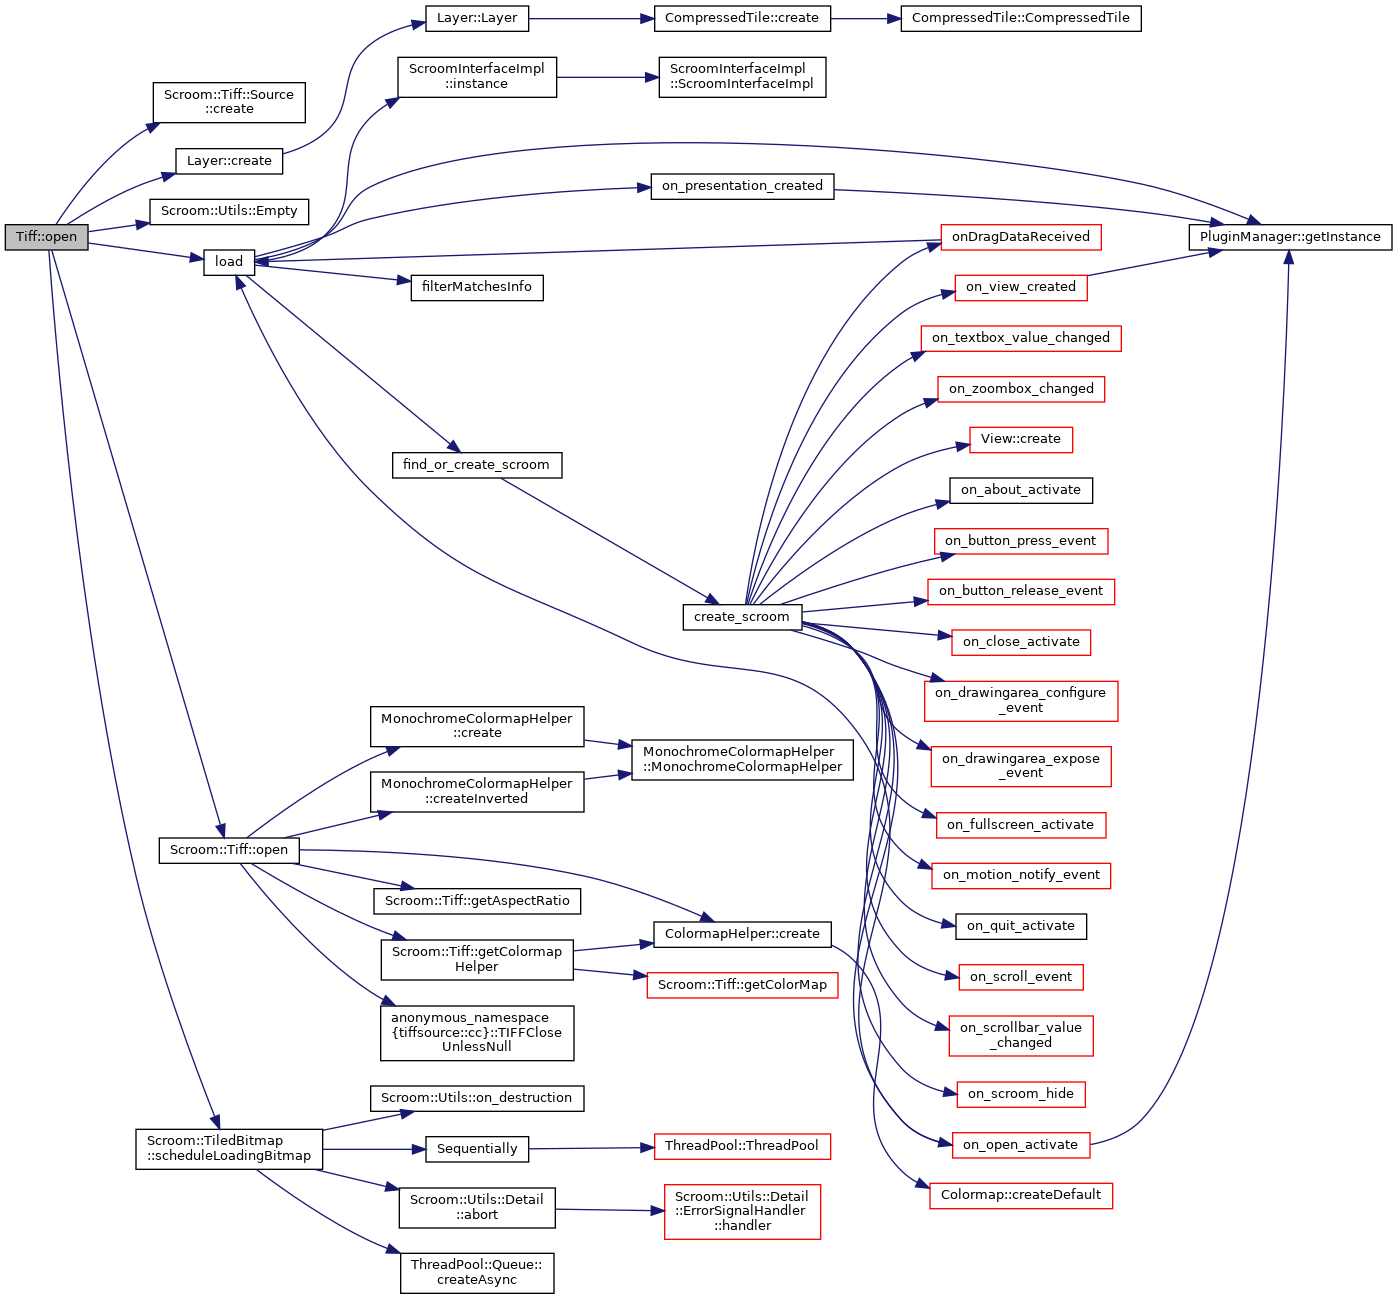 Layer::Layer
CompressedTile::create
CompressedTile::CompressedTile
ScroomInterfaceImpl
::instance
ScroomInterfaceImpl
::ScroomInterfaceImpl
Scroom::Tiff::Source
::create
Layer::create
on_presentation_created
Scroom::Utils::Empty
Tiff::open
onDragDataReceived
PluginManager::getInstance
load
filterMatchesInfo
on_view_created
on_textbox_value_changed
on_zoombox_changed
View::create
find_or_create_scroom
on_about_activate
on_button_press_event
on_button_release_event
create_scroom
on_close_activate
on_drawingarea_configure
_event
MonochromeColormapHelper
::create
MonochromeColormapHelper
::MonochromeColormapHelper
on_drawingarea_expose
_event
MonochromeColormapHelper
::createInverted
on_fullscreen_activate
Scroom::Tiff::open
on_motion_notify_event
Scroom::Tiff::getAspectRatio
ColormapHelper::create
on_quit_activate
Scroom::Tiff::getColormap
Helper
on_scroll_event
Scroom::Tiff::getColorMap
anonymous_namespace
{tiffsource::cc}::TIFFClose
UnlessNull
on_scrollbar_value
_changed
Scroom::Utils::on_destruction
on_scroom_hide
Scroom::TiledBitmap
::scheduleLoadingBitmap
Sequentially
ThreadPool::ThreadPool
on_open_activate
Scroom::Utils::Detail
::abort
Scroom::Utils::Detail
::ErrorSignalHandler
::handler
Colormap::createDefault
ThreadPool::Queue::
createAsync